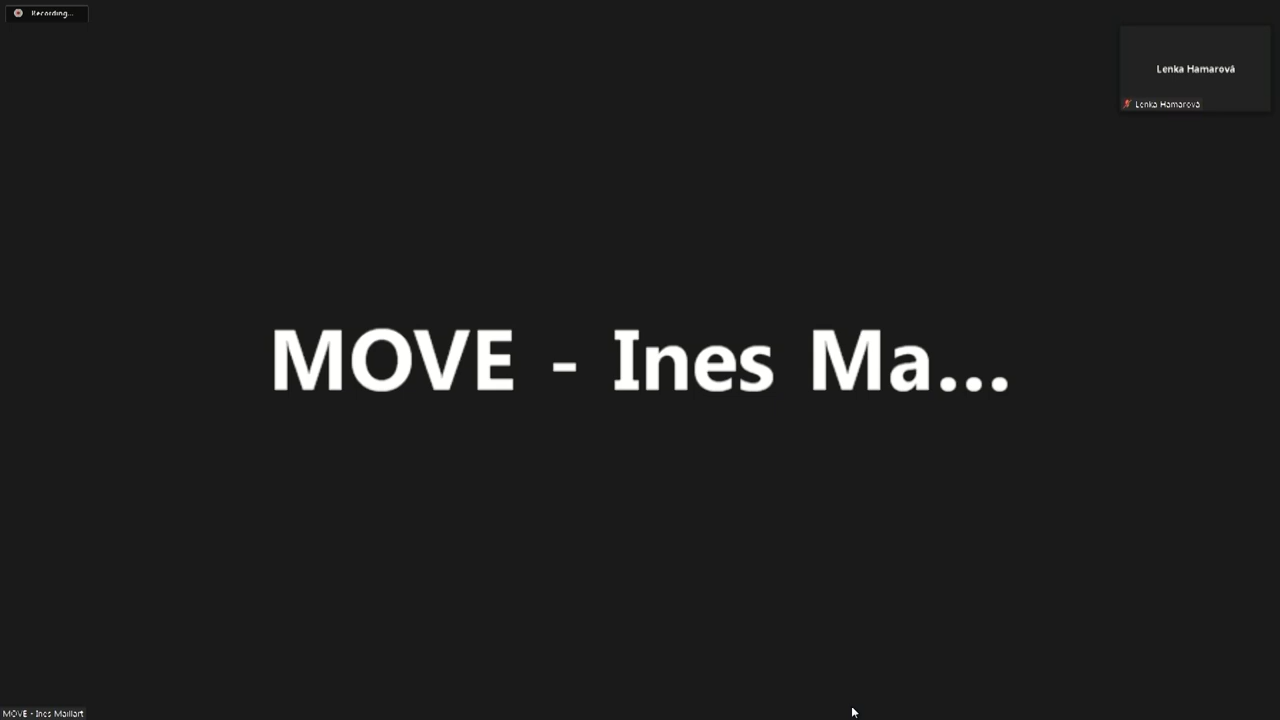 Recording...
Lenka Hamarová
Lenka Hamarová
MOVE - Ines Ma...
MOVE - Ines Maillart